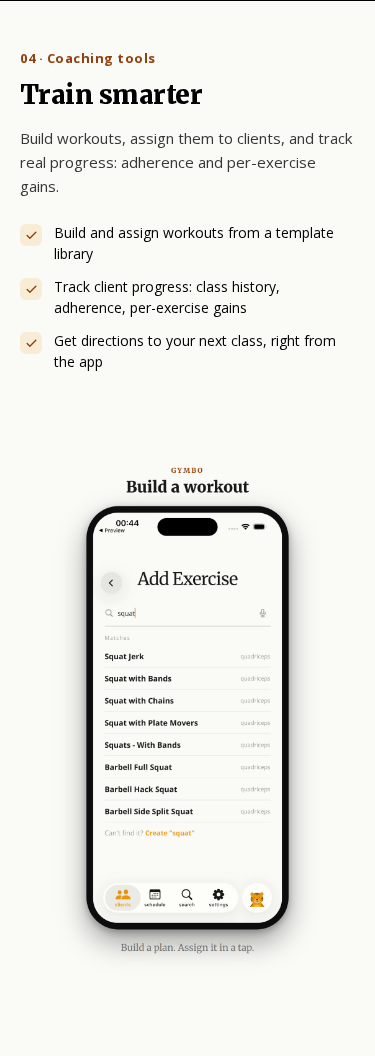 04 · Coaching tools
Train smarter
Build workouts, assign them to clients, and track
real progress: adherence and per-exercise
gains.
Build and assign workouts from a template
library
Track client progress: class history,
adherence, per-exercise gains
Get directions to your next class, right from
the app
GYMBO
Build a workout
00:44
◀ Preview
Add Exercise
squat
Matches
Squat Jerk quadriceps
Squat with Bands quadriceps
Squat with Chains quadriceps
Squat with Plate Movers quadriceps
Squats - With Bands quadriceps
Barbell Full Squat quadriceps
Barbell Hack Squat quadriceps
Barbell Side Split Squat quadriceps
Can't find it? Create "squat"
clients schedule search settings
Build a plan. Assign it in a tap.